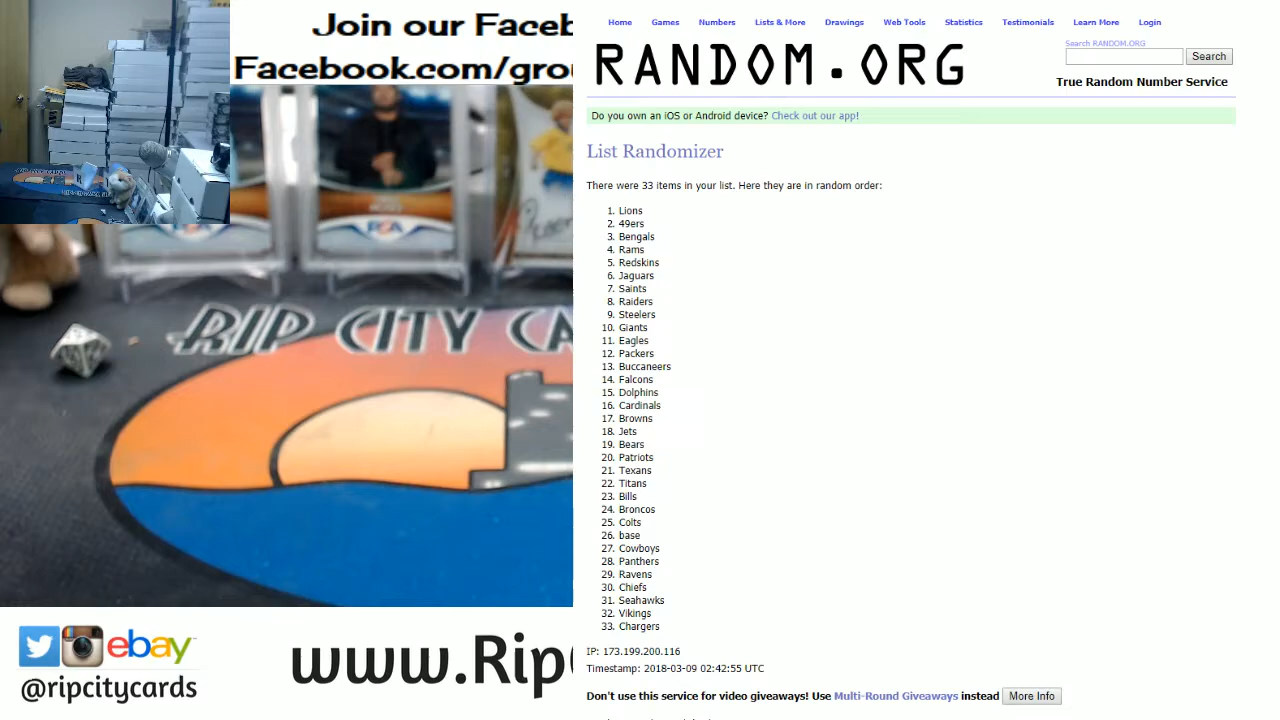 Join our Faceb
Facebook.com/grou
RIP CITY CA
www.Rip
ebay
@ripcitycards
Home Games Numbers Lists & More Drawings Web Tools Statistics Testimonials Learn More Login
RANDOM.ORG
Search RANDOM.ORG
Search
True Random Number Service
Do you own an iOS or Android device? Check out our app!
List Randomizer
There were 33 items in your list. Here they are in random order:
1. Lions
2. 49ers
3. Bengals
4. Rams
5. Redskins
6. Jaguars
7. Saints
8. Raiders
9. Steelers
10. Giants
11. Eagles
12. Packers
13. Buccaneers
14. Falcons
15. Dolphins
16. Cardinals
17. Browns
18. Jets
19. Bears
20. Patriots
21. Texans
22. Titans
23. Bills
24. Broncos
25. Colts
26. base
27. Cowboys
28. Panthers
29. Ravens
30. Chiefs
31. Seahawks
32. Vikings
33. Chargers
IP: 173.199.200.116
Timestamp: 2018-03-09 02:42:55 UTC
Don't use this service for video giveaways! Use Multi-Round Giveaways instead More Info